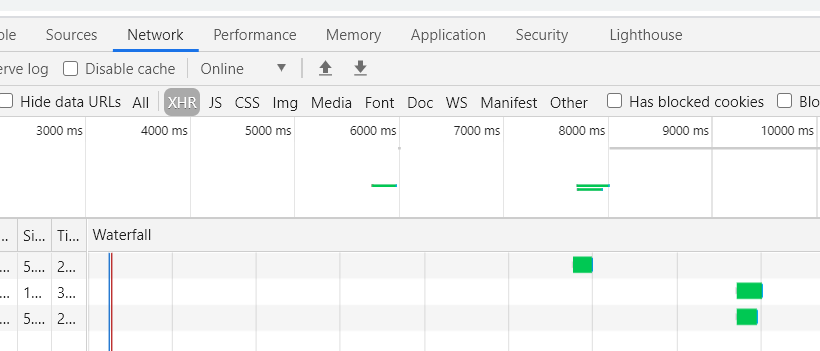 ole Sources Network Performance Memory Application Security Lighthouse
erve log Disable cache Online
Hide data URLs All XHR JS CSS Img Media Font Doc WS Manifest Other Has blocked cookies Blo
3000 ms 4000 ms 5000 ms 6000 ms 7000 ms 8000 ms 9000 ms 10000 ms
... Si... Ti... Waterfall
... 5.... 2...
... 1... 3...
... 5.... 2...